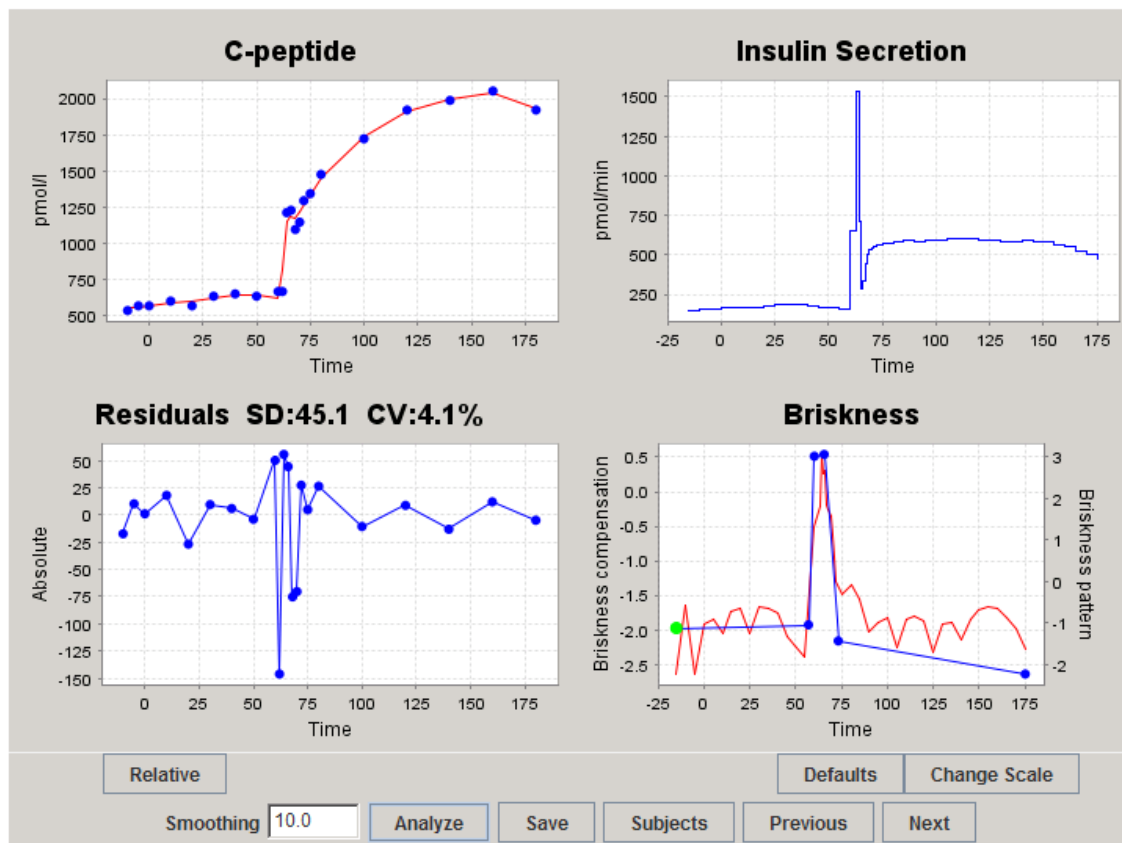 C-peptide
2000
1750
1500
1250
1000
750
500
pmol/l
0 25 50 75 100 125 150 175
Time
Insulin Secretion
1500
1250
1000
750
500
250
pmol/min
-25 0 25 50 75 100 125 150 175
Time
Residuals SD:45.1 CV:4.1%
50
25
0
-25
-50
-75
-100
-125
-150
Absolute
0 25 50 75 100 125 150 175
Time
Briskness
0.5
0.0
-0.5
-1.0
-1.5
-2.0
-2.5
Briskness compensation
3
2
1
0
-1
-2
Briskness pattern
-25 0 25 50 75 100 125 150 175
Time
Relative
Defaults
Change Scale
Smoothing 10.0
Analyze
Save
Subjects
Previous
Next